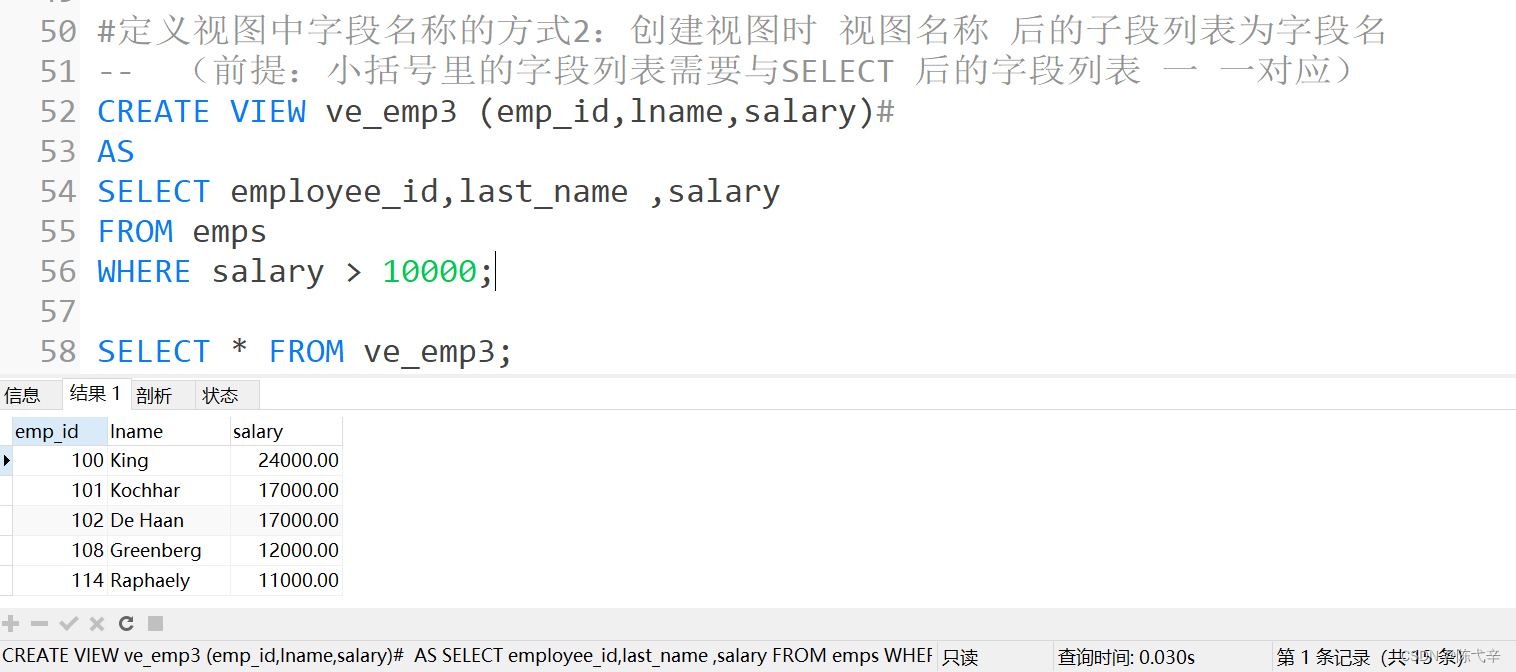 50 #定义视图中字段名称的方式2：创建视图时 视图名称 后的子段列表为字段名
51 -- （前提：小括号里的字段列表需要与SELECT 后的字段列表 一 一对应）
52 CREATE VIEW ve_emp3 (emp_id,lname,salary)#
53 AS
54 SELECT employee_id,last_name ,salary
55 FROM emps
56 WHERE salary > 10000;
57
58 SELECT * FROM ve_emp3;
信息 结果 1 剖析 状态
emp_id lname salary
100 King 24000.00
101 Kochhar 17000.00
102 De Haan 17000.00
108 Greenberg 12000.00
114 Raphaely 11000.00
CREATE VIEW ve_emp3 (emp_id,lname,salary)# AS SELECT employee_id,last_name ,salary FROM emps WHER 只读 查询时间: 0.030s 第 1 条记录（共 15 条）